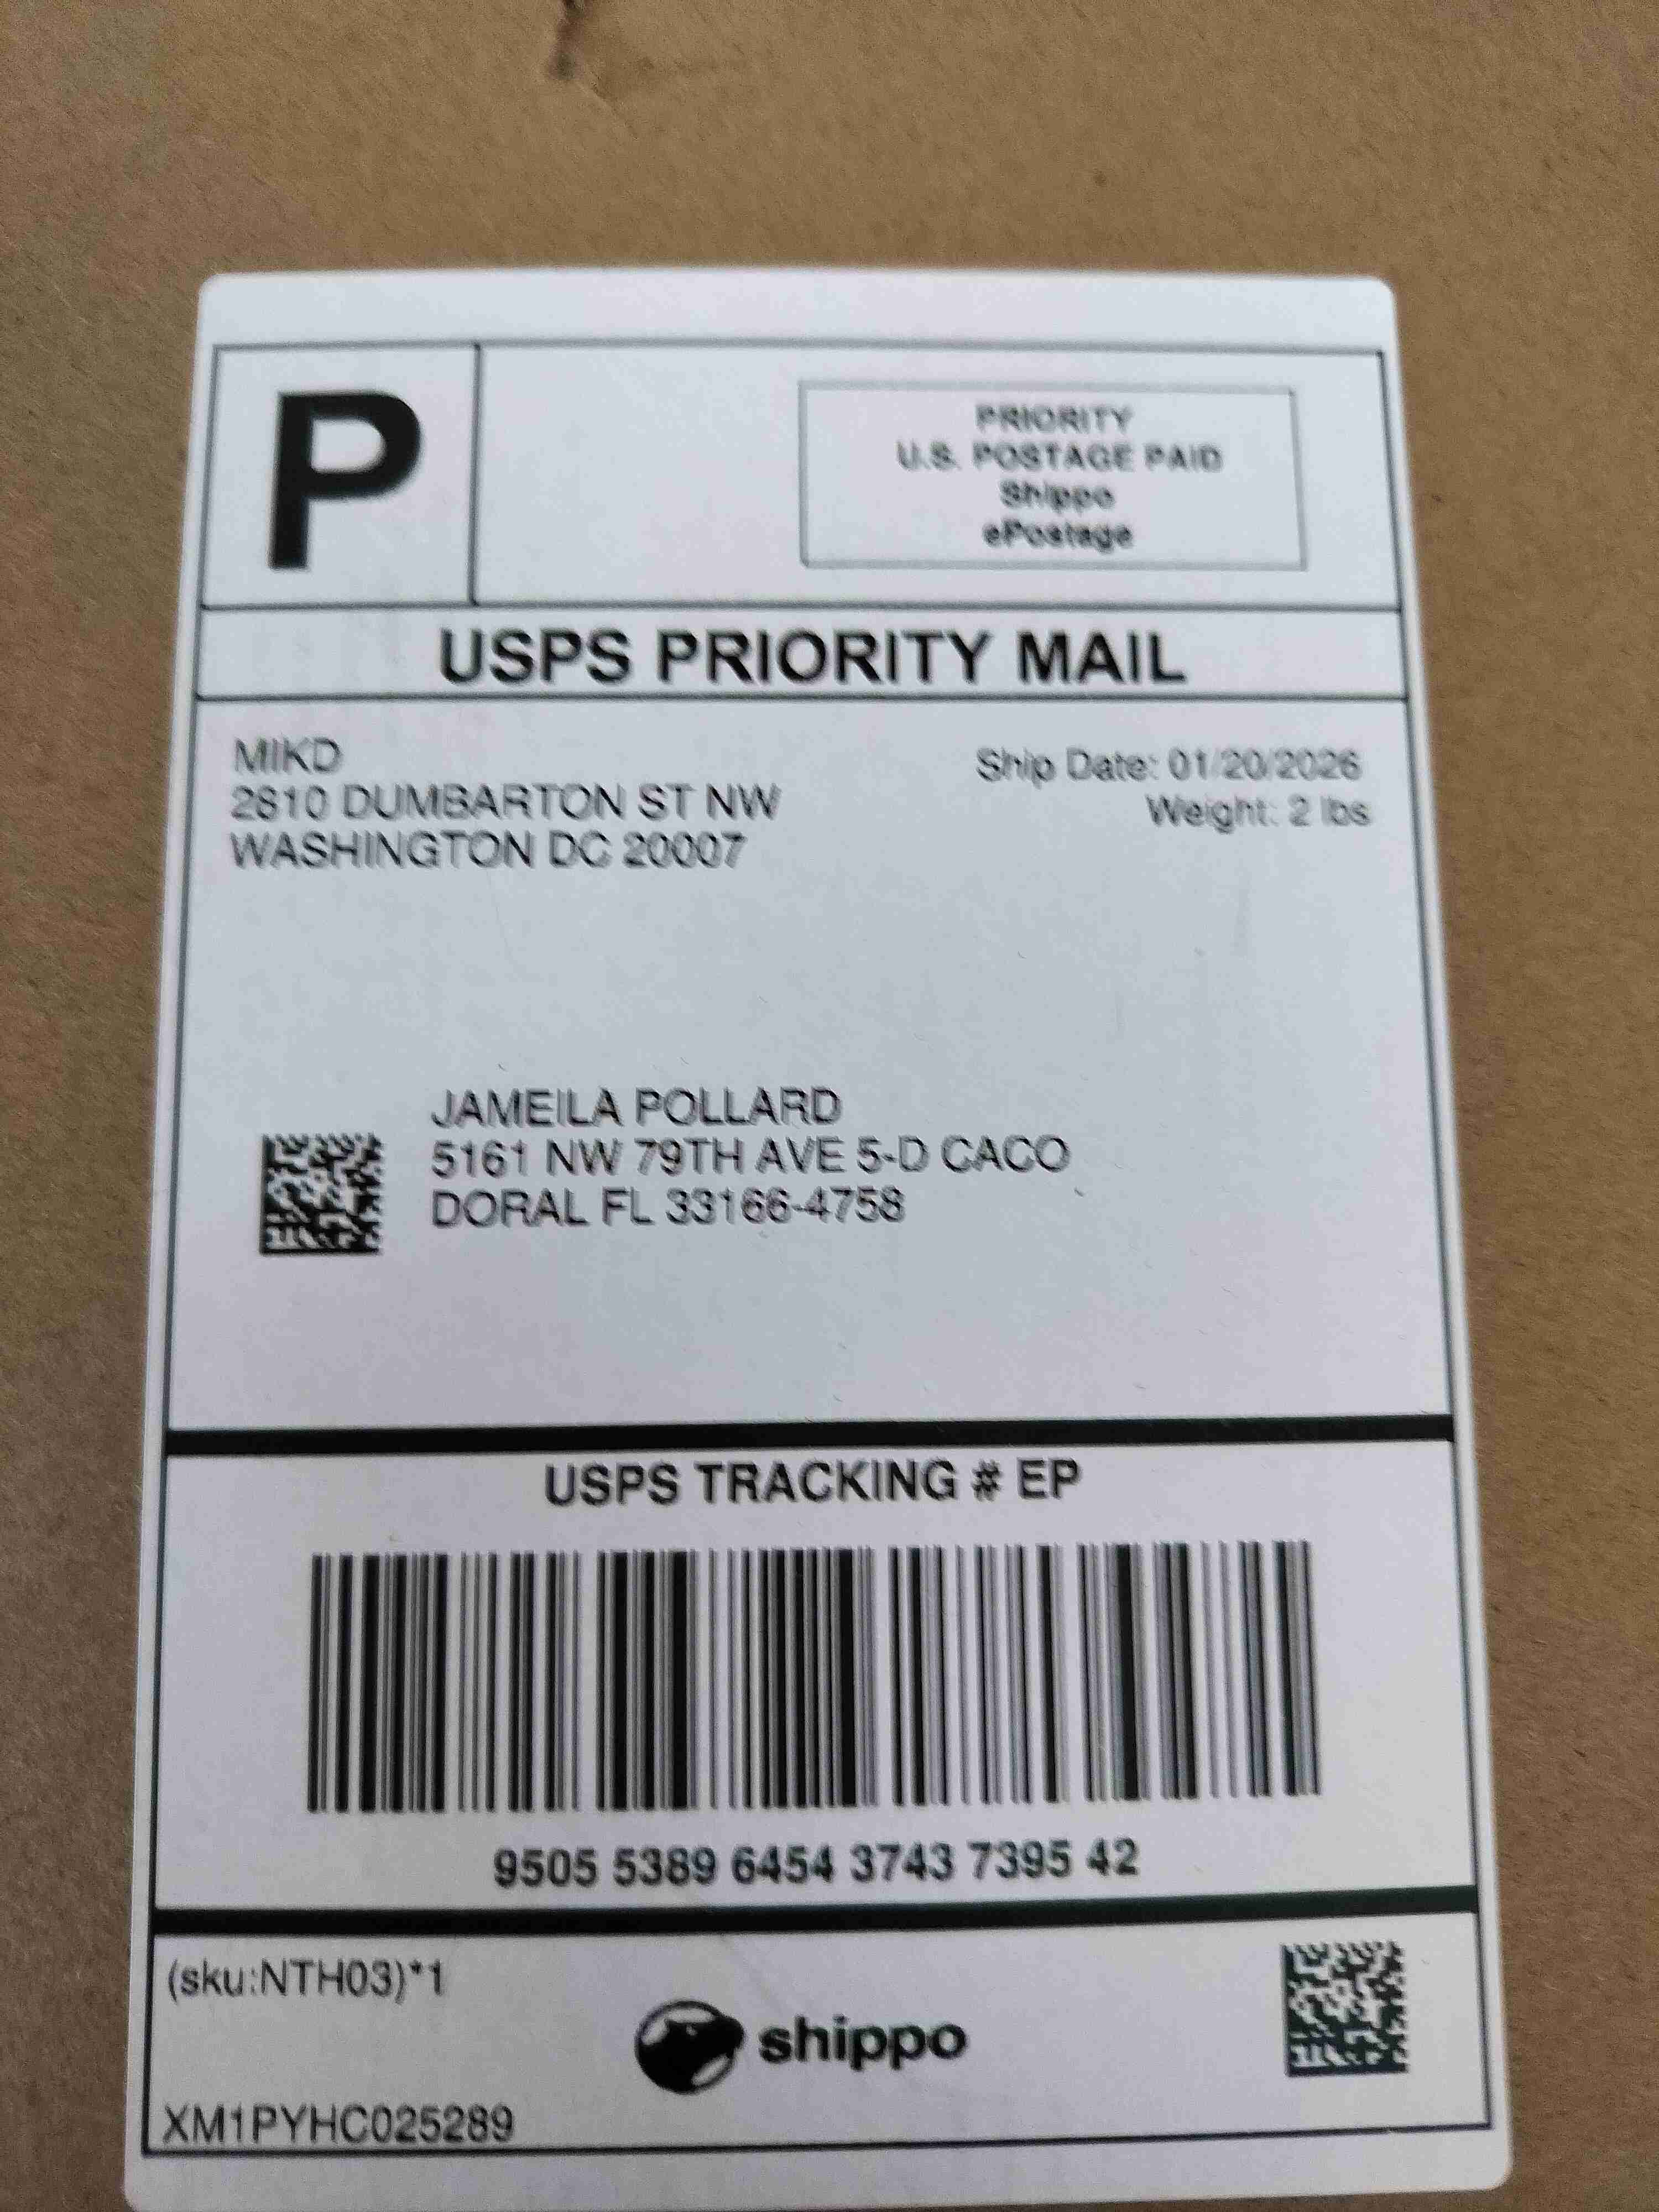 P
PRIORITY
U.S. POSTAGE PAID
Shippo
ePostage
USPS PRIORITY MAIL
MIKD
2810 DUMBARTON ST NW
WASHINGTON DC 20007
Ship Date: 01/20/2026
Weight: 2 lbs
JAMEILA POLLARD
5161 NW 79TH AVE 5-D CACO
DORAL FL 33166-4758
USPS TRACKING # EP
9505 5389 6454 3743 7395 42
(sku:NTH03)*1
shippo
XM1PYHC025289